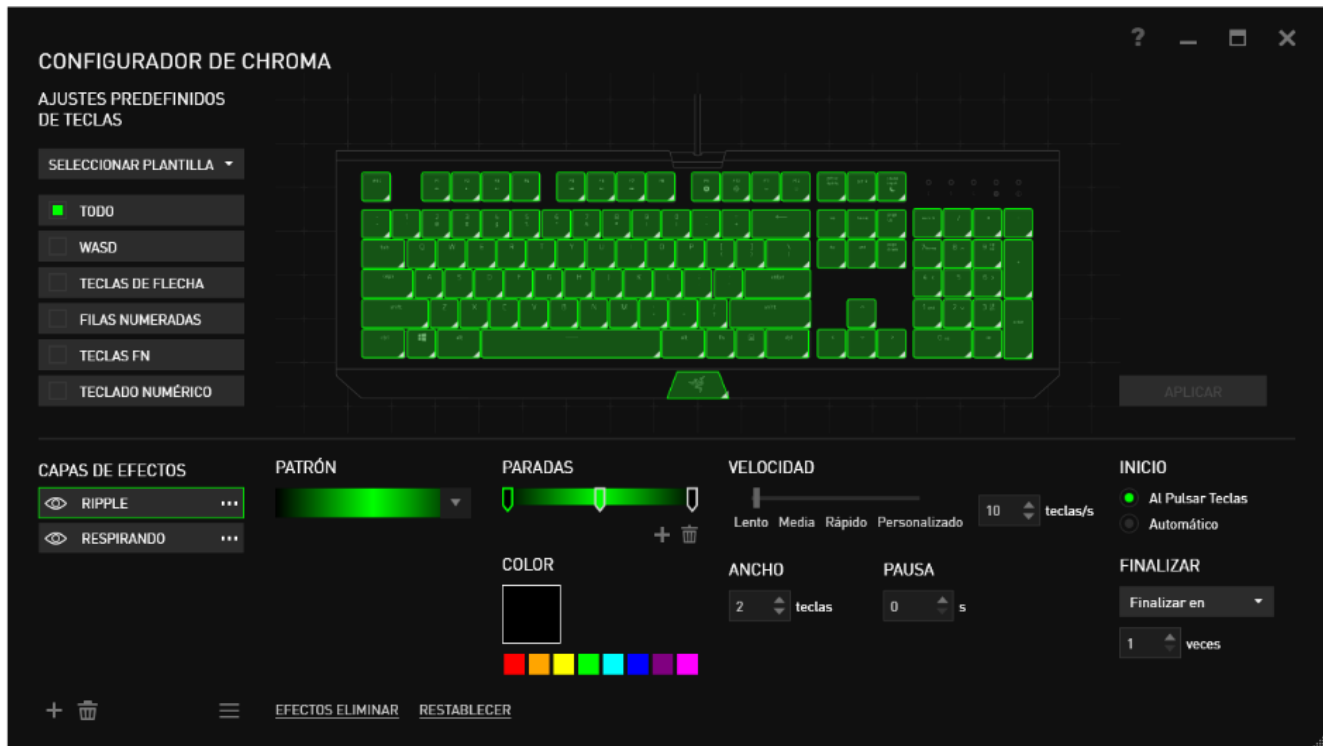 ?
CONFIGURADOR DE CHROMA
AJUSTES PREDEFINIDOS
DE TECLAS
SELECCIONAR PLANTILLA
TODO
WASD
TECLAS DE FLECHA
FILAS NUMERADAS
TECLAS FN
TECLADO NUMÉRICO
APLICAR
CAPAS DE EFECTOS
RIPPLE
RESPIRANDO
PATRÓN
PARADAS
COLOR
VELOCIDAD
Lento Media Rápido Personalizado
10 teclas/s
ANCHO
2 teclas
PAUSA
0 s
INICIO
Al Pulsar Teclas
Automático
FINALIZAR
Finalizar en
1 veces
EFECTOS ELIMINAR RESTABLECER